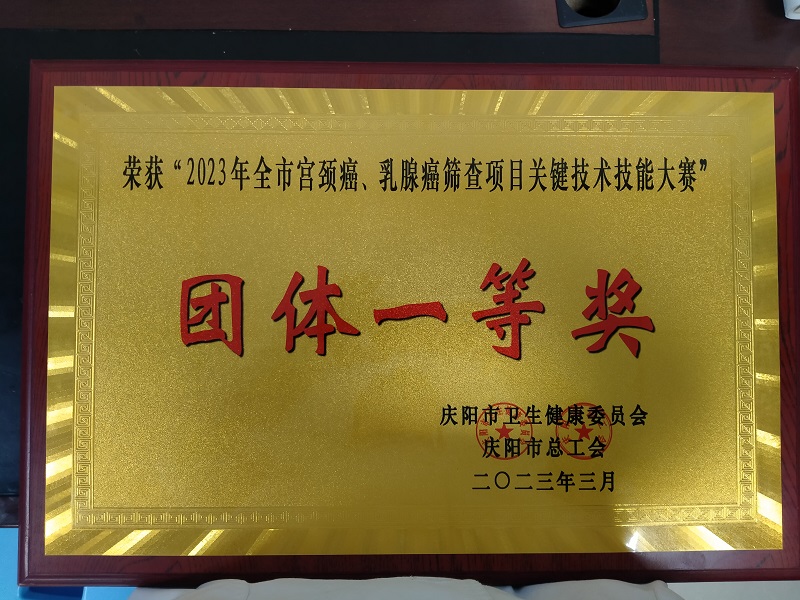 荣获“2023年全市宫颈癌、乳腺癌筛查项目关键技术技能大赛”
团体一等奖
庆阳市卫生健康委员会
庆阳市总工会
二〇二三年三月